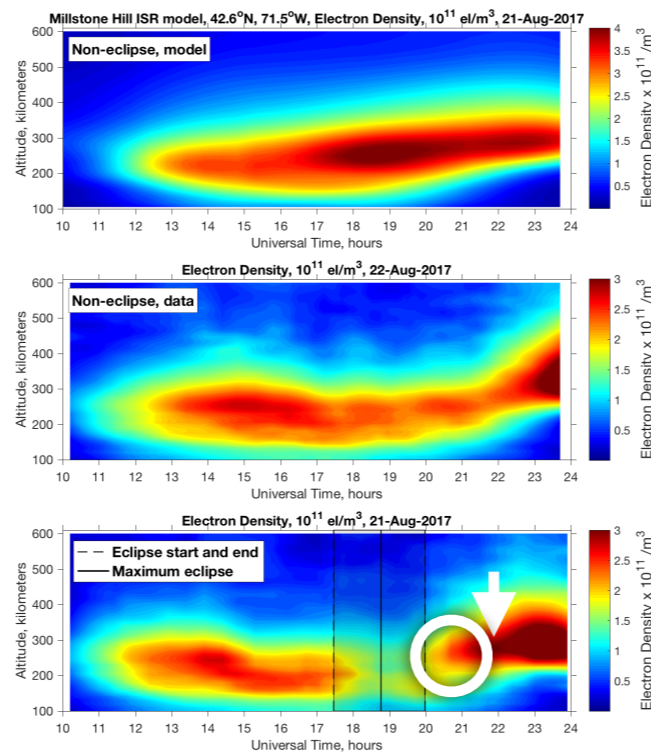 Millstone Hill ISR model, 42.6°N, 71.5°W, Electron Density, 10¹¹ el/m³, 21-Aug-2017
Non-eclipse, model
Altitude, kilometers
600
500
400
300
200
100
10 11 12 13 14 15 16 17 18 19 20 21 22 23 24
Universal Time, hours
4
3.5
3
2.5
2
1.5
1
0.5
Electron Density x 10¹¹ /m³
Electron Density, 10¹¹ el/m³, 22-Aug-2017
Non-eclipse, data
Altitude, kilometers
600
500
400
300
200
100
10 11 12 13 14 15 16 17 18 19 20 21 22 23 24
Universal Time, hours
3
2.5
2
1.5
1
0.5
Electron Density x 10¹¹ /m³
Electron Density, 10¹¹ el/m³, 21-Aug-2017
Eclipse start and end
Maximum eclipse
Altitude, kilometers
600
500
400
300
200
100
10 11 12 13 14 15 16 17 18 19 20 21 22 23 24
Universal Time, hours
3
2.5
2
1.5
1
0.5
Electron Density x 10¹¹ /m³